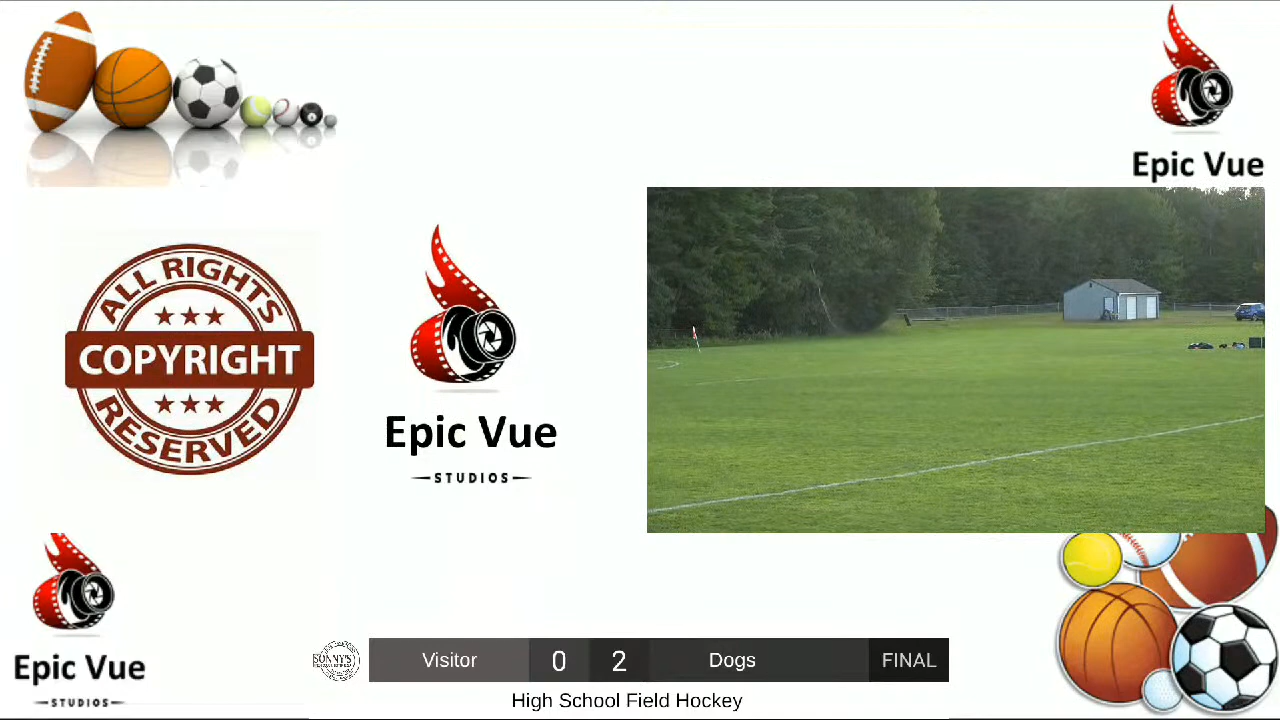 Epic Vue
ALL RIGHTS
COPYRIGHT
RESERVED
Epic Vue
STUDIOS
Epic Vue
STUDIOS
SONNY'S
Visitor 0 2 Dogs FINAL
High School Field Hockey